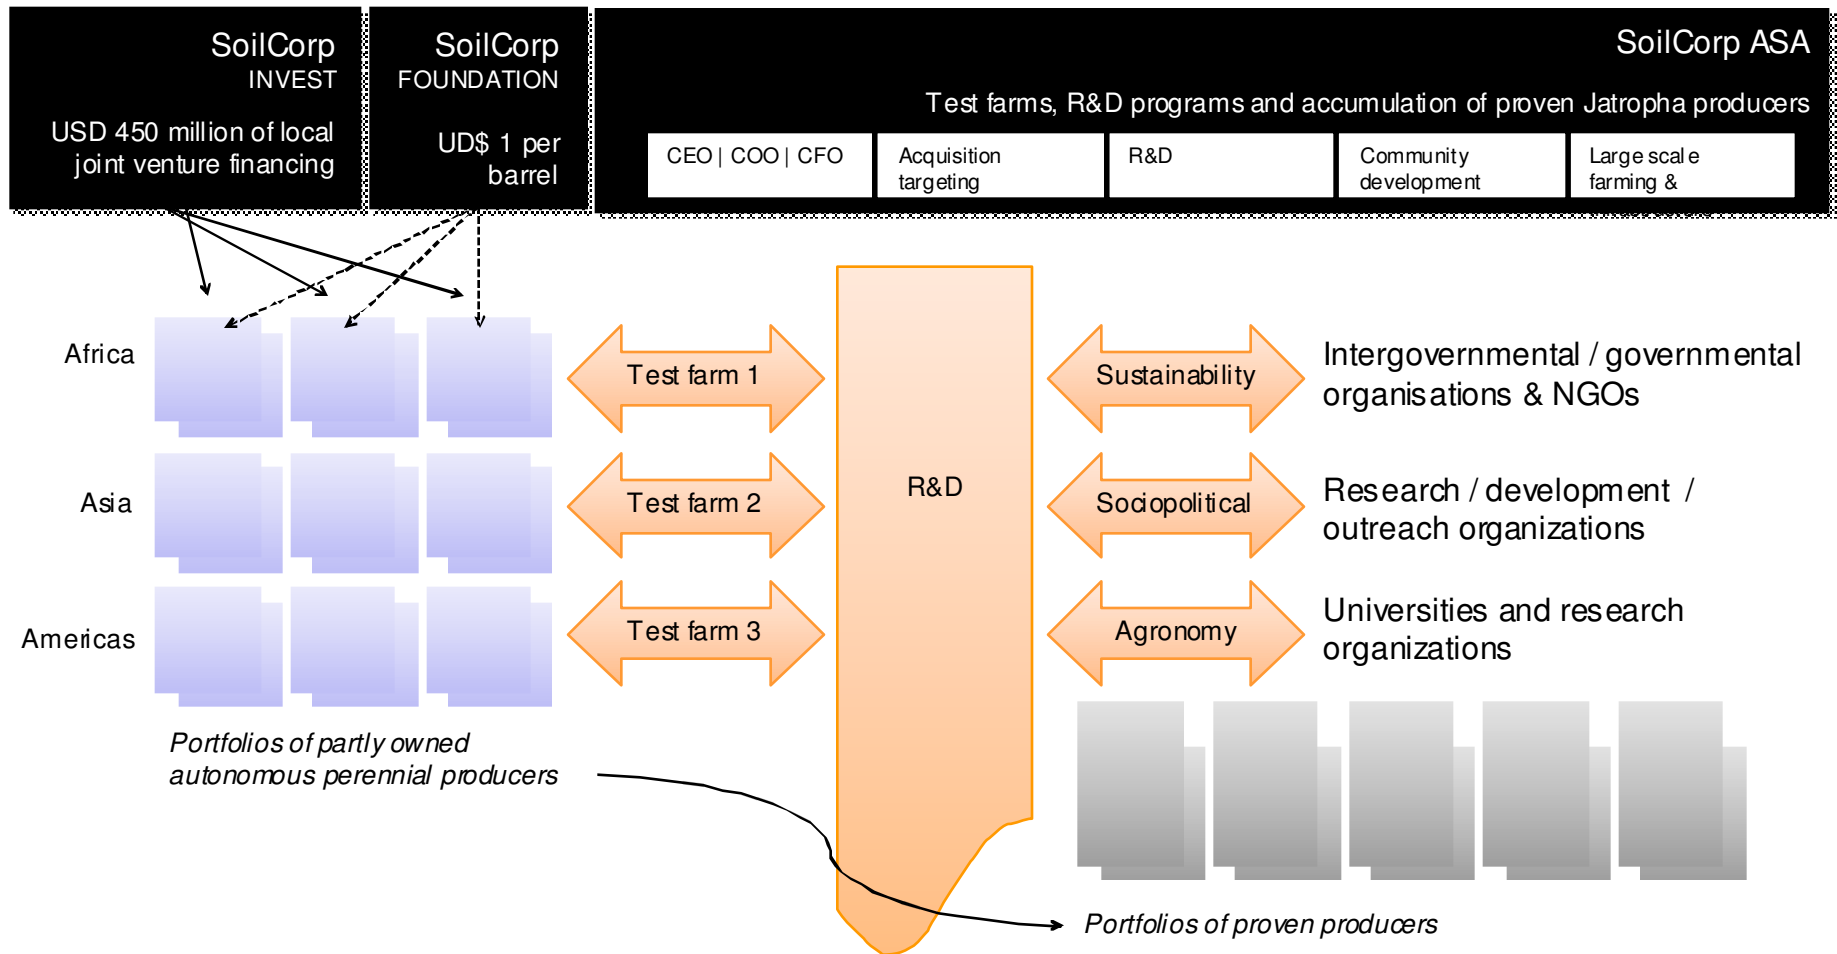 SoilCorp
INVEST
USD 450 million of local
joint venture financing
SoilCorp
FOUNDATION
UD$ 1 per
barrel
SoilCorp ASA
Test farms, R&D programs and accumulation of proven Jatropha producers
CEO | COO | CFO
Acquisition
targeting
R&D
Community
development
Large scale
farming &
Africa
Asia
Americas
Test farm 1
Test farm 2
Test farm 3
R&D
Sustainability
Sociopolitical
Agronomy
Intergovernmental / governmental
organisations & NGOs
Research / development /
outreach organizations
Universities and research
organizations
Portfolios of partly owned
autonomous perennial producers
Portfolios of proven producers